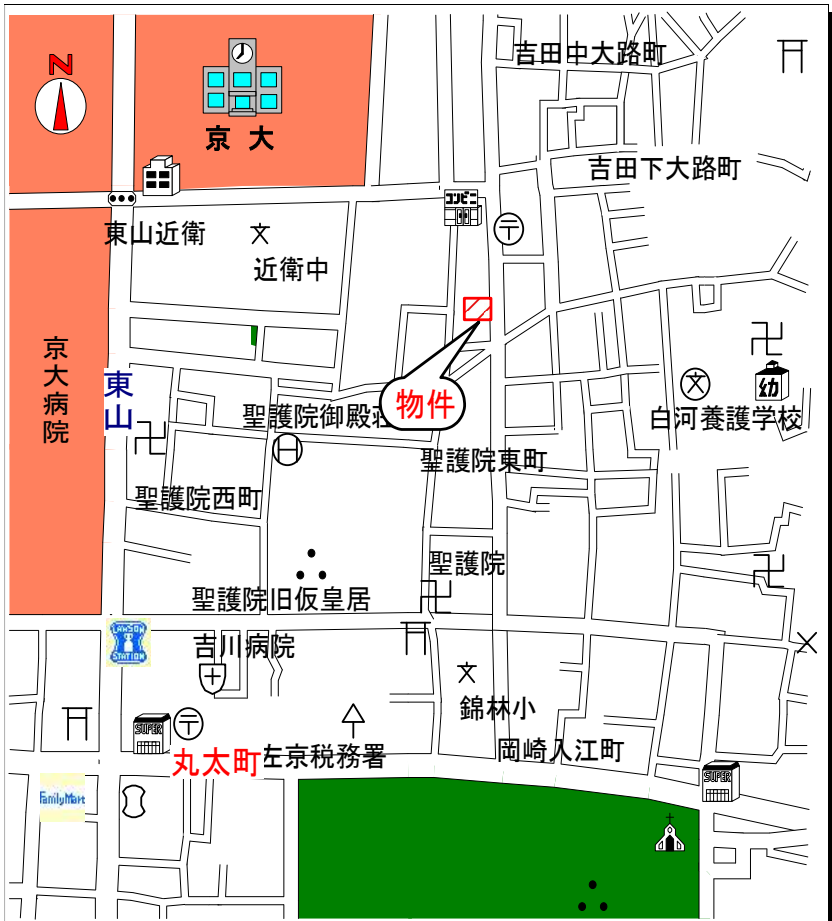 吉田中大路町
N
京大
吉田下大路町
コンビニ
東山近衛
近衛中
京大病院
東山
物件
幼
聖護院御殿荘
白河養護学校
聖護院東町
聖護院西町
聖護院
聖護院旧仮皇居
LAWSON
STATION
吉川病院
錦林小
SUPER
丸太町
左京税務署
岡崎入江町
SUPER
FamilyMart